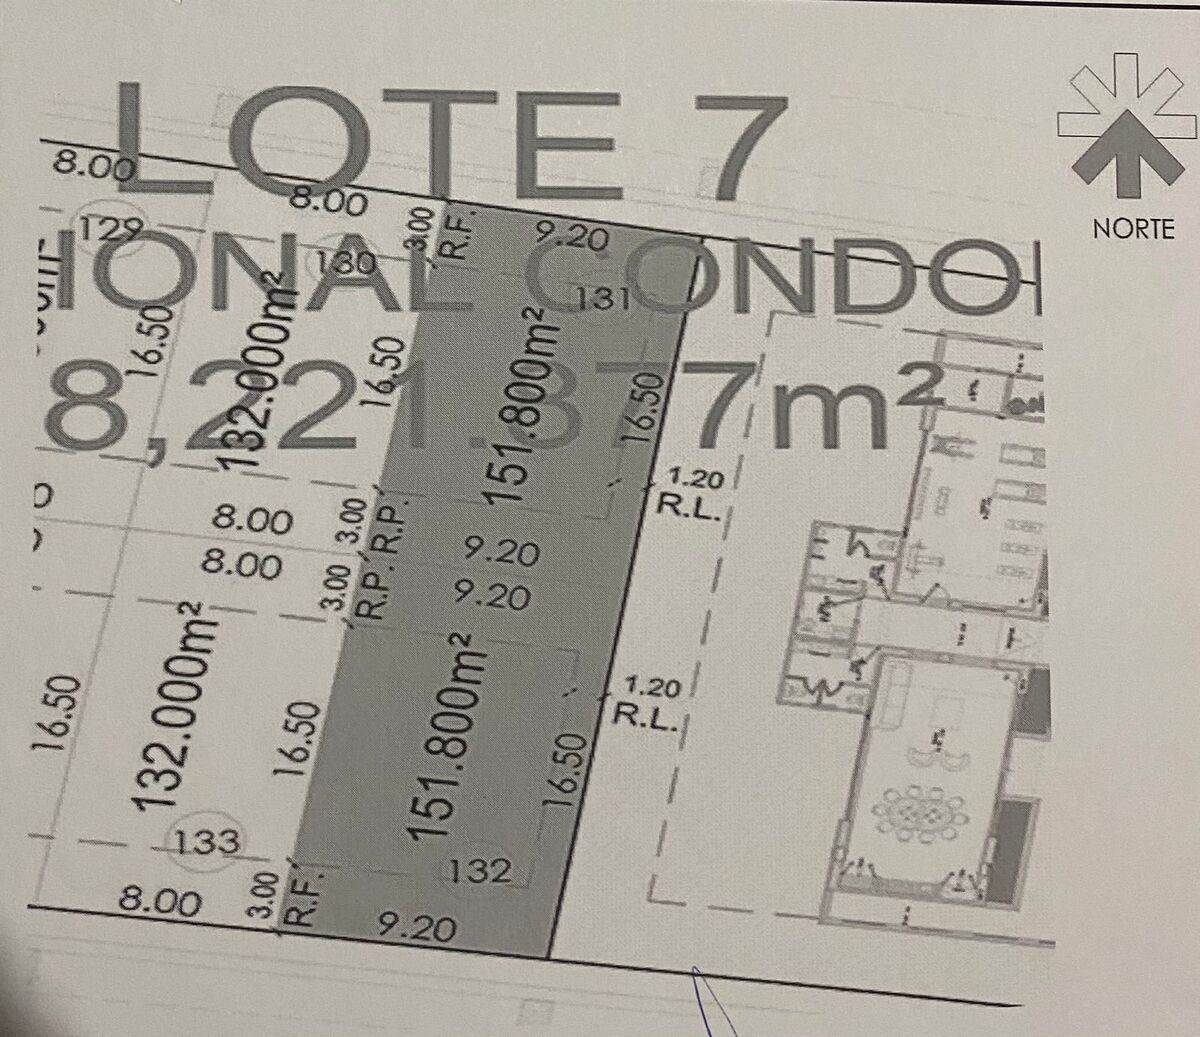 LOTE 7
NORTE
8.00
8.00
3.00
R.F.
9.20
129
130
131
IONAL CONDO
16.50
132.000m²
16.50
151.800m²
16.50
8,221.877m²
1.20
R.L.
8.00
3.00
R.P.
9.20
8.00
3.00
R.P.
9.20
16.50
132.000m²
16.50
151.800m²
16.50
1.20
R.L.
133
132
8.00
3.00
R.F.
9.20